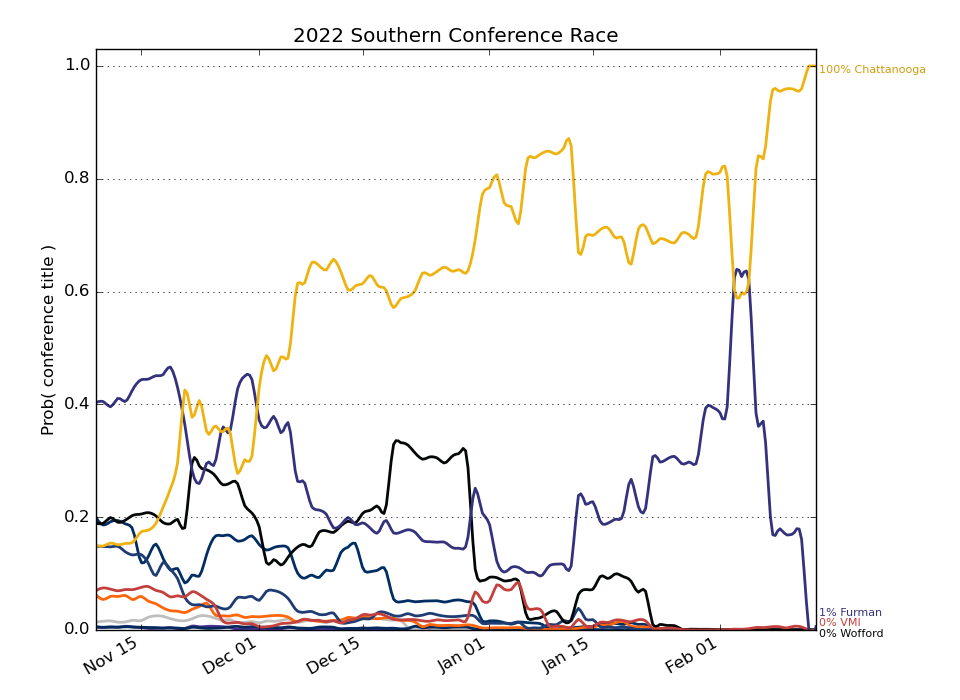 2022 Southern Conference Race
Prob( conference title )
1.0
0.8
0.6
0.4
0.2
0.0
Nov 15
Dec 01
Dec 15
Jan 01
Jan 15
Feb 01
100% Chattanooga
1% Furman
0% VMI
0% Wofford